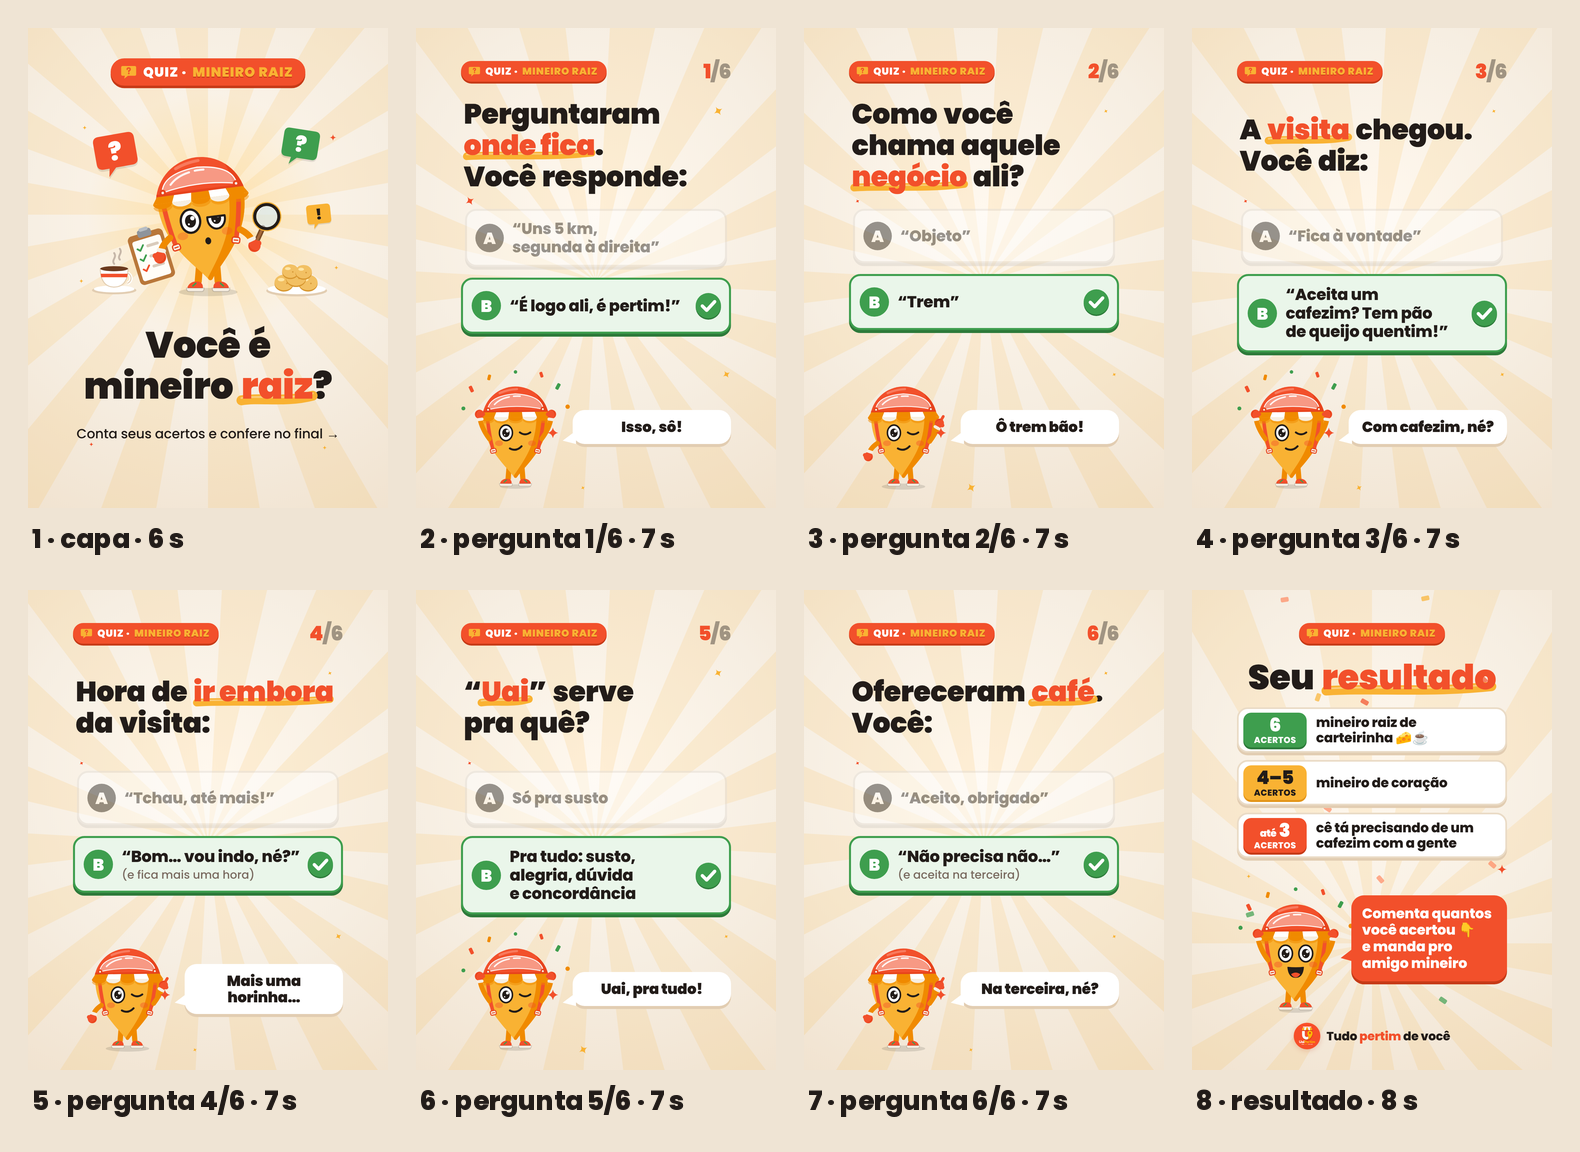 QUIZ · MINEIRO RAIZ
?
?
!
Você é
mineiro raiz?
Conta seus acertos e confere no final →
1 · capa · 6 s
QUIZ · MINEIRO RAIZ
1/6
Perguntaram
onde fica.
Você responde:
A
“Uns 5 km,
segunda à direita”
B
“É logo ali, é pertim!”
Isso, sô!
2 · pergunta 1/6 · 7 s
QUIZ · MINEIRO RAIZ
2/6
Como você
chama aquele
negócio ali?
A
“Objeto”
B
“Trem”
Ô trem bão!
3 · pergunta 2/6 · 7 s
QUIZ · MINEIRO RAIZ
3/6
A visita chegou.
Você diz:
A
“Fica à vontade”
B
“Aceita um
cafezim? Tem pão
de queijo quentim!”
Com cafezim, né?
4 · pergunta 3/6 · 7 s
QUIZ · MINEIRO RAIZ
4/6
Hora de ir embora
da visita:
A
“Tchau, até mais!”
B
“Bom... vou indo, né?”
(e fica mais uma hora)
Mais uma
horinha...
5 · pergunta 4/6 · 7 s
QUIZ · MINEIRO RAIZ
5/6
“Uai” serve
pra quê?
A
Só pra susto
B
Pra tudo: susto,
alegria, dúvida
e concordância
Uai, pra tudo!
6 · pergunta 5/6 · 7 s
QUIZ · MINEIRO RAIZ
6/6
Ofereceram café.
Você:
A
“Aceito, obrigado”
B
“Não precisa não...”
(e aceita na terceira)
Na terceira, né?
7 · pergunta 6/6 · 7 s
QUIZ · MINEIRO RAIZ
Seu resultado
6
ACERTOS
mineiro raiz de
carteirinha 🧀☕
4–5
ACERTOS
mineiro de coração
até 3
ACERTOS
cê tá precisando de um
cafezim com a gente
Comenta quantos
você acertou 👇
e manda pro
amigo mineiro
Tudo pertim de você
8 · resultado · 8 s